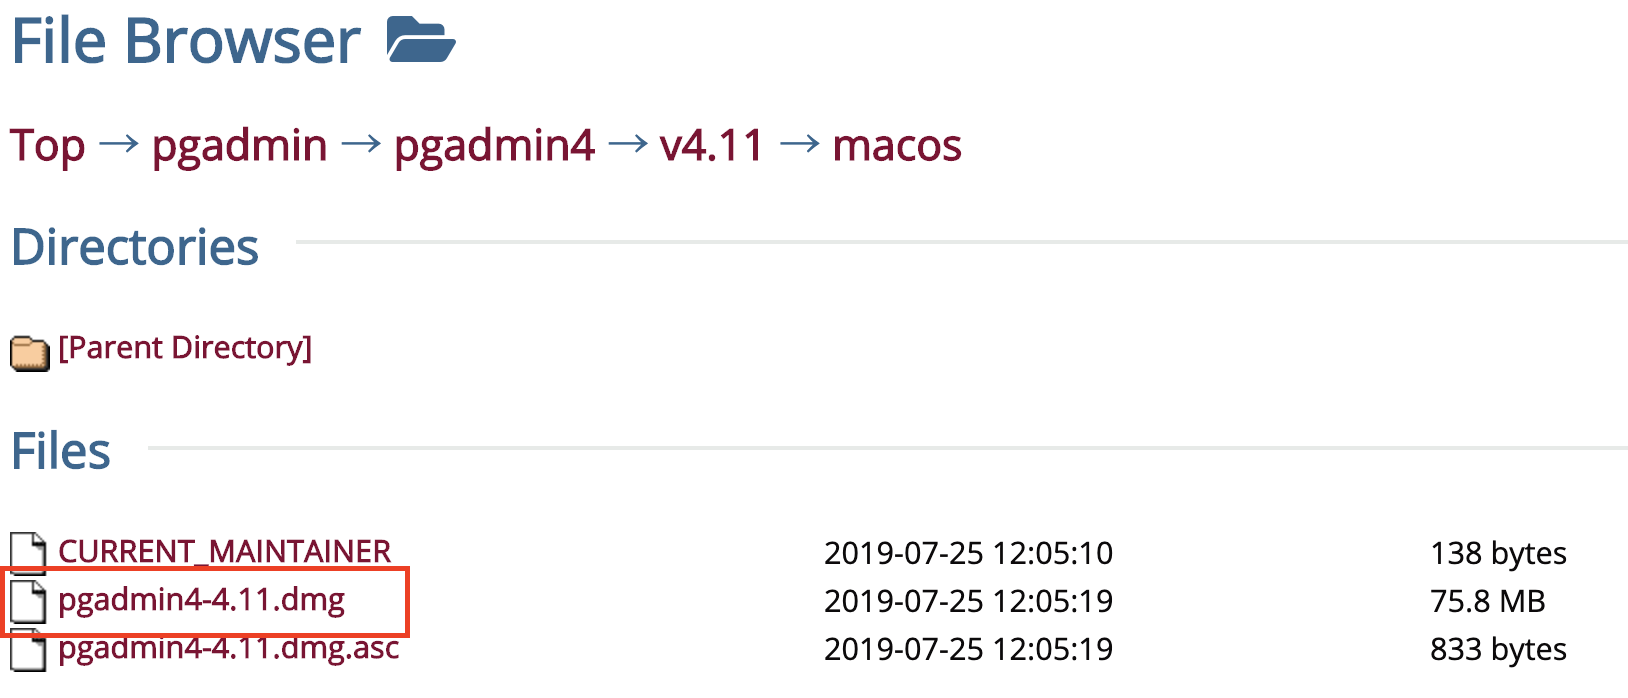 File Browser
Top → pgadmin → pgadmin4 → v4.11 → macos
Directories
[Parent Directory]
Files
CURRENT_MAINTAINER 2019-07-25 12:05:10 138 bytes
pgadmin4-4.11.dmg 2019-07-25 12:05:19 75.8 MB
pgadmin4-4.11.dmg.asc 2019-07-25 12:05:19 833 bytes